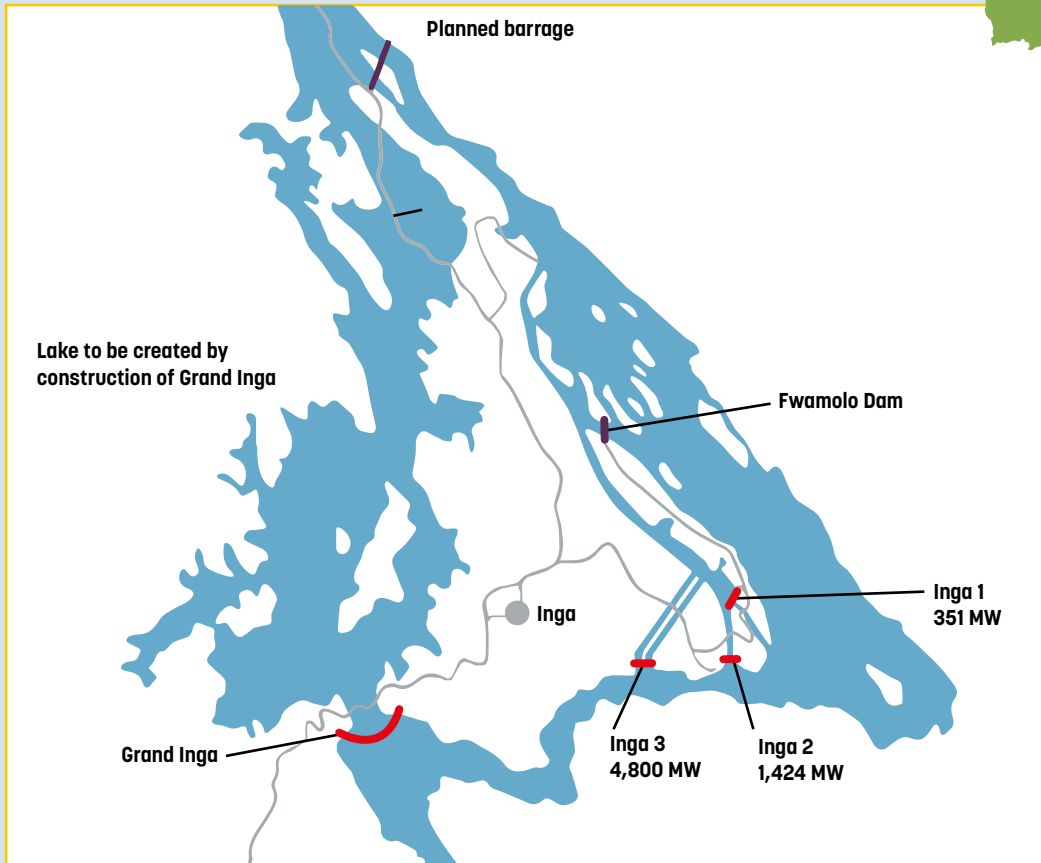 Planned barrage
Lake to be created by
construction of Grand Inga
Fwamolo Dam
Inga 1
351 MW
Inga
Inga 3
4,800 MW
Inga 2
1,424 MW
Grand Inga